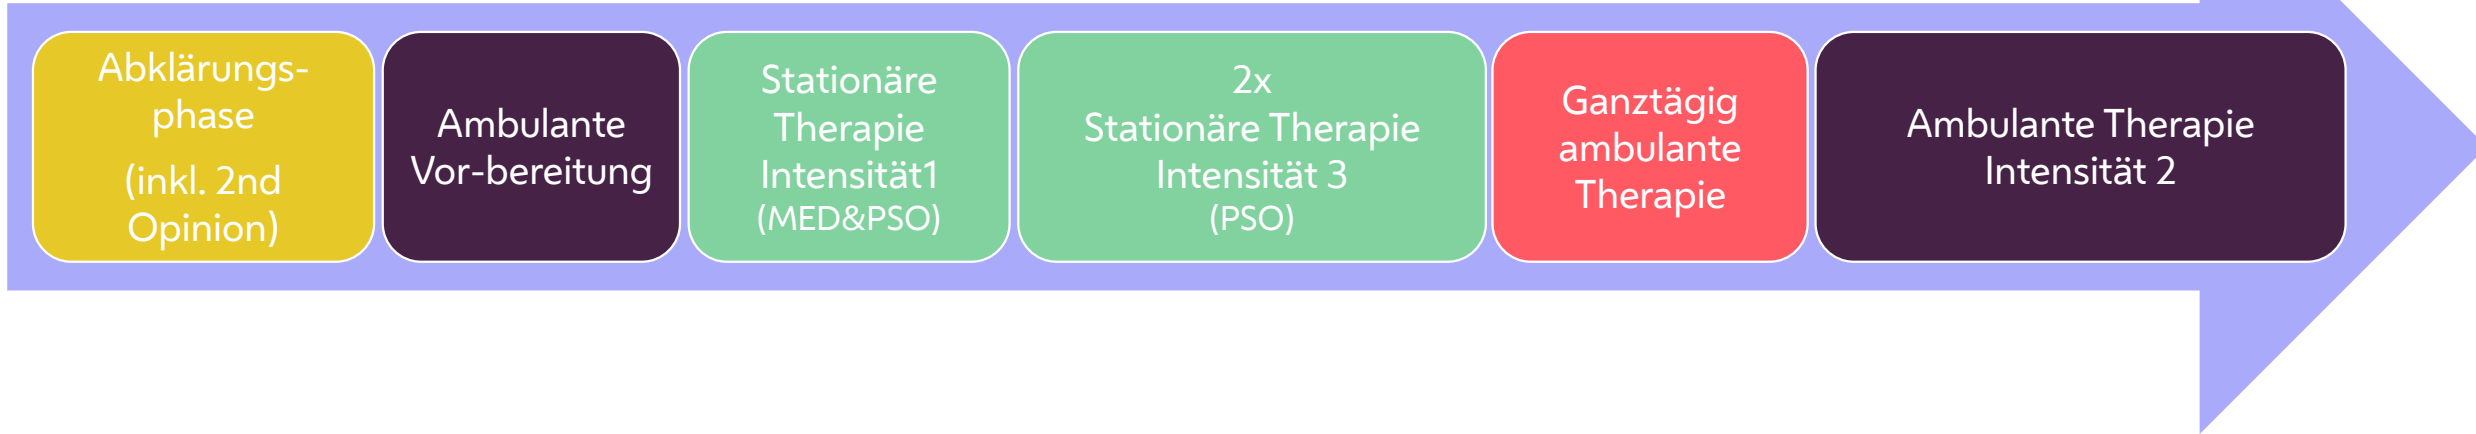 Abklärungs-
phase
(inkl. 2nd
Opinion)
Ambulante
Vor-bereitung
Stationäre
Therapie
Intensität1
(MED&PSO)
2x
Stationäre Therapie
Intensität 3
(PSO)
Ganztägig
ambulante
Therapie
Ambulante Therapie
Intensität 2